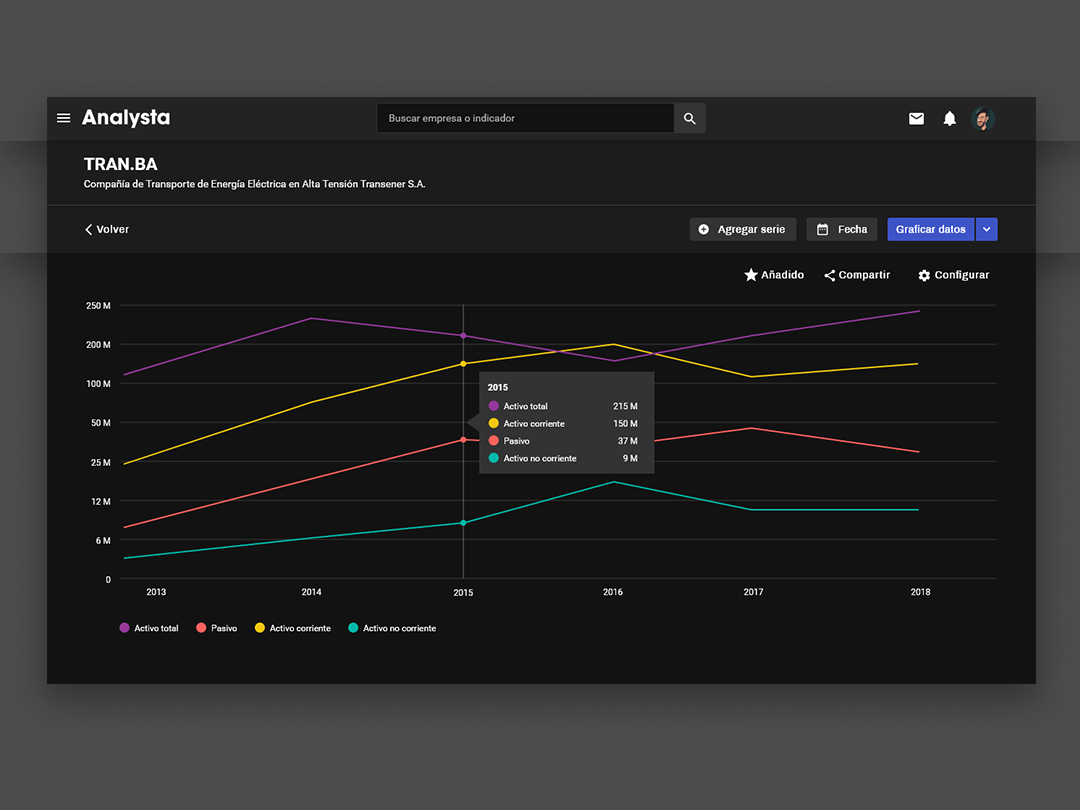 Analysta
Buscar empresa o indicador
TRAN.BA
Compañía de Transporte de Energía Eléctrica en Alta Tensión Transener S.A.
Volver
Agregar serie
Fecha
Graficar datos
Añadido
Compartir
Configurar
250 M
200 M
100 M
50 M
25 M
12 M
6 M
0
2015
Activo total 215 M
Activo corriente 150 M
Pasivo 37 M
Activo no corriente 9 M
2013 2014 2015 2016 2017 2018
Activo total Pasivo Activo corriente Activo no corriente